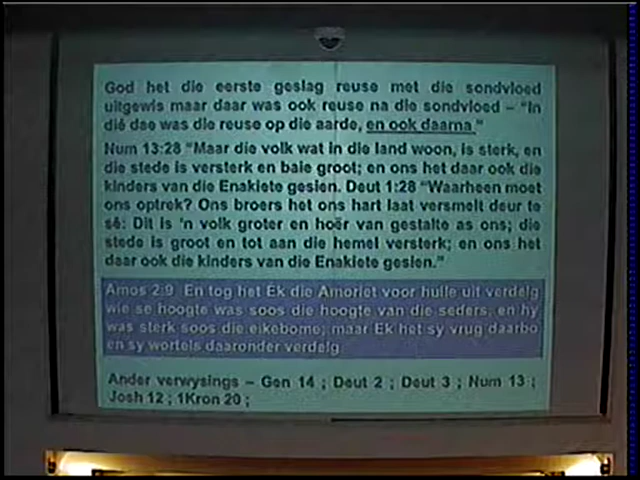 God het die eerste geslag reuse met die sondvloed
uitgewis maar daar was ook reuse na die sondvloed – “In
dié dae was die reuse op die aarde, en ook daarna.”
Num 13:28 “Maar die volk wat in die land woon, is sterk, en
die stede is versterk en baie groot; en ons het daar ook die
kinders van die Enakiete gesien. Deut 1:28 “Waarheen moet
ons optrek? Ons broers het ons hart laat versmelt deur te
sê: Dit is ’n volk groter en hoër van gestalte as ons; die
stede is groot en tot aan die hemel versterk; en ons het
daar ook die kinders van die Enakiete gesien.”
Amos 2:9 En tog het Ek die Amoriet voor hulle uit verdelg
wie se hoogte was soos die hoogte van die seders, en hy
was sterk soos die eikebome; maar Ek het sy vrug daarbo
en sy wortels daaronder verdelg.
Ander verwysings – Gen 14 ; Deut 2 ; Deut 3 ; Num 13 ;
Josh 12 ; 1Kron 20 ;